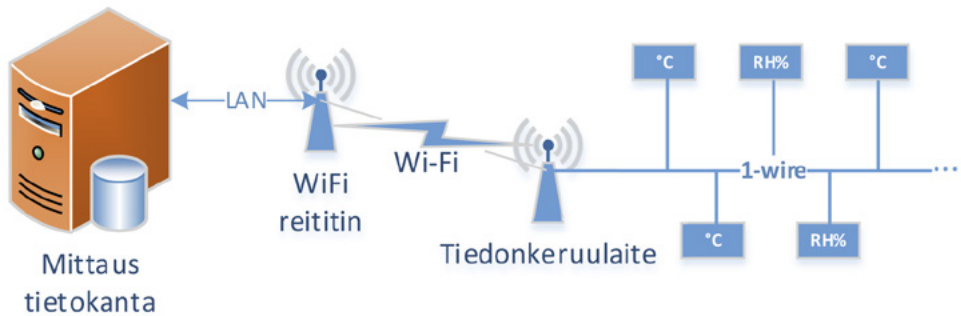 °C
RH%
°C
LAN
Wi-Fi
1-wire
...
WiFi
reititin
°C
RH%
Tiedonkeruulaite
Mittaus
tietokanta